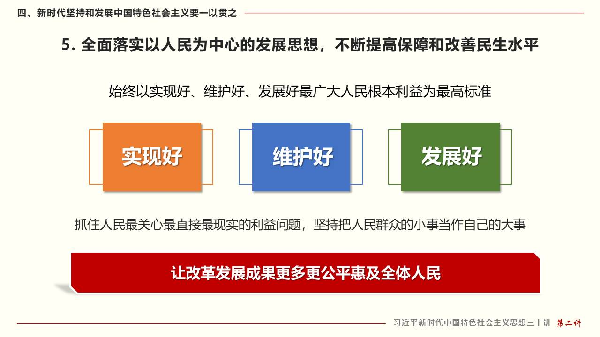 四、新时代坚持和发展中国特色社会主义要一以贯之
5. 全面落实以人民为中心的发展思想，不断提高保障和改善民生水平
始终以实现好、维护好、发展好最广大人民根本利益为最高标准
实现好 维护好 发展好
抓住人民最关心最直接最现实的利益问题，坚持把人民群众的小事当作自己的大事
让改革发展成果更多更公平惠及全体人民
习近平新时代中国特色社会主义思想三十讲 第二讲